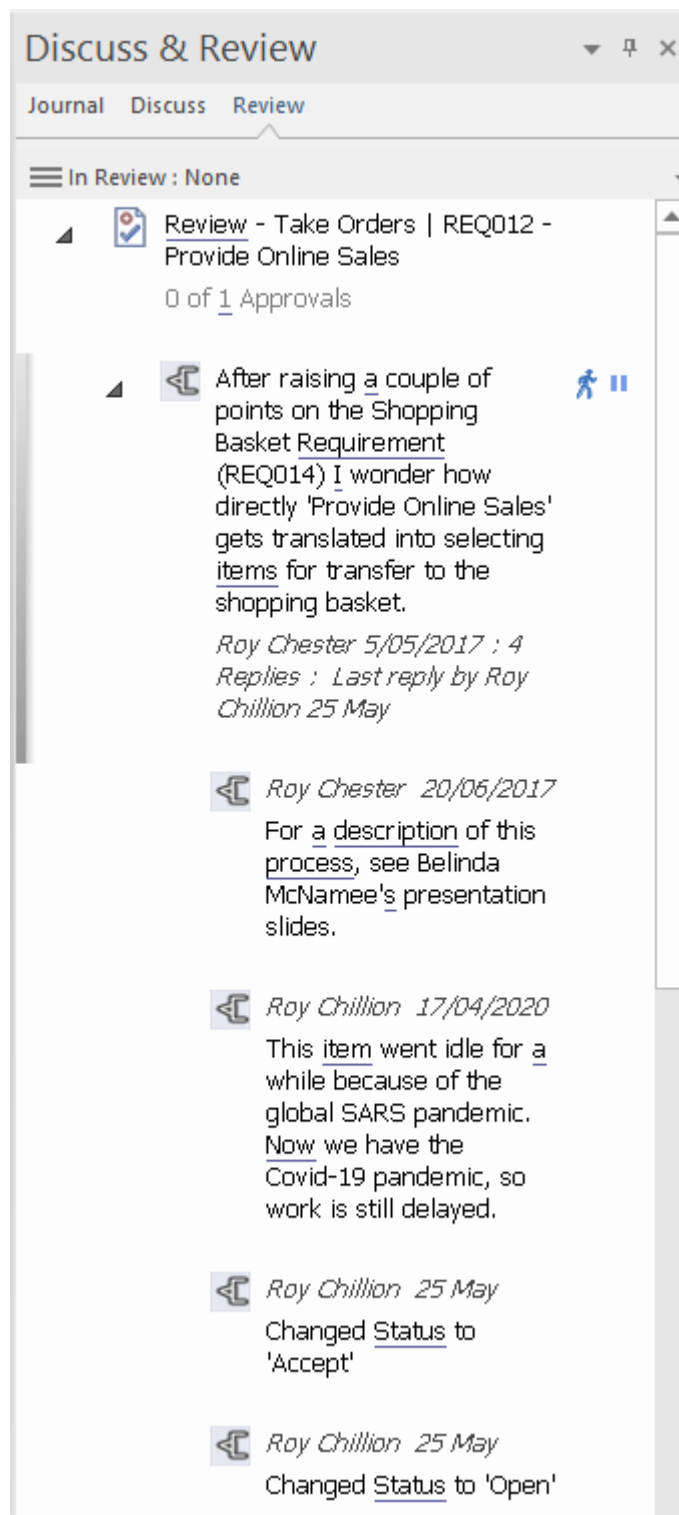 Discuss & Review
Journal Discuss Review
In Review : None
Review - Take Orders | REQ012 -
Provide Online Sales
0 of 1 Approvals
After raising a couple of
points on the Shopping
Basket Requirement
(REQ014) I wonder how
directly 'Provide Online Sales'
gets translated into selecting
items for transfer to the
shopping basket.
Roy Chester 5/05/2017 : 4
Replies : Last reply by Roy
Chillion 25 May
Roy Chester 20/06/2017
For a description of this
process, see Belinda
McNamee's presentation
slides.
Roy Chillion 17/04/2020
This item went idle for a
while because of the
global SARS pandemic.
Now we have the
Covid-19 pandemic, so
work is still delayed.
Roy Chillion 25 May
Changed Status to
'Accept'
Roy Chillion 25 May
Changed Status to 'Open'